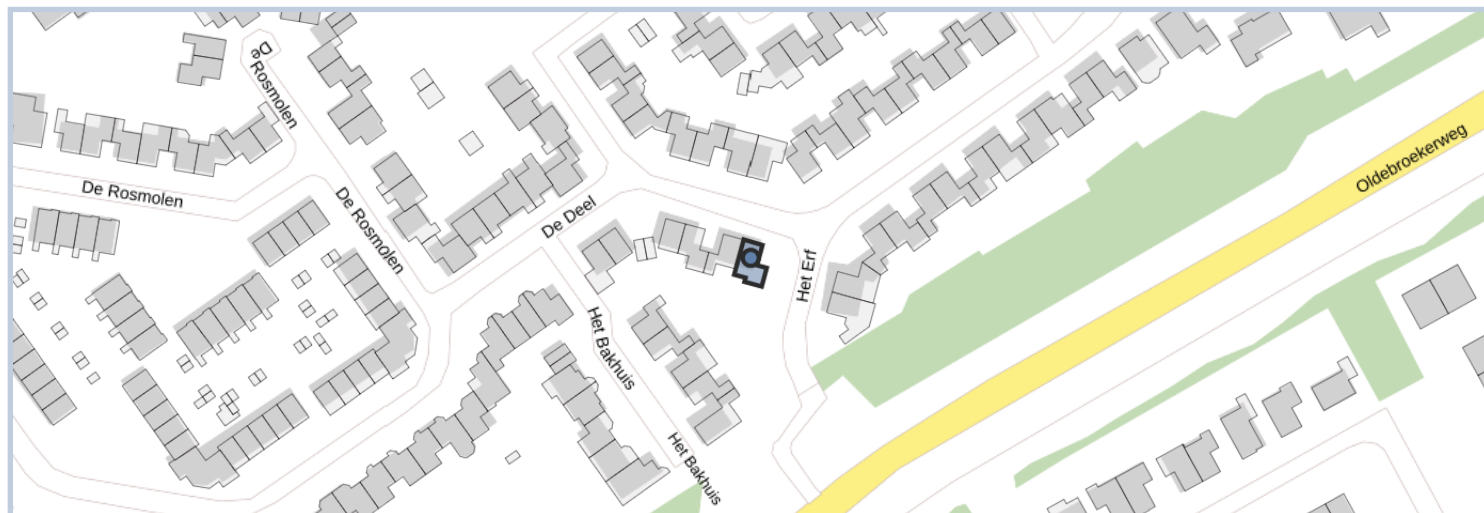 De Rosmolen
De Rosmolen
De Rosmolen
De Deel
Het Erf
Het Bakhuis
Het Bakhuis
Oldebroekerweg